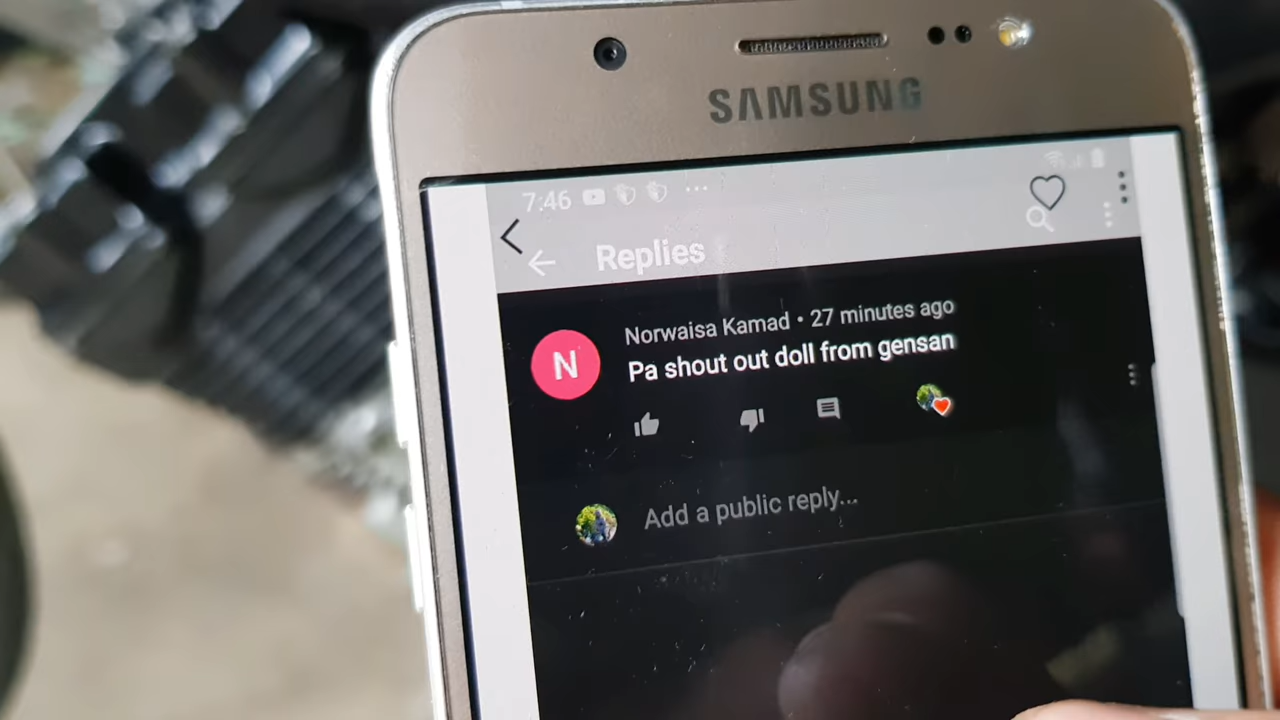 SAMSUNG
7:46
Replies
Norwaisa Kamad • 27 minutes ago
N
Pa shout out doll from gensan
Add a public reply...